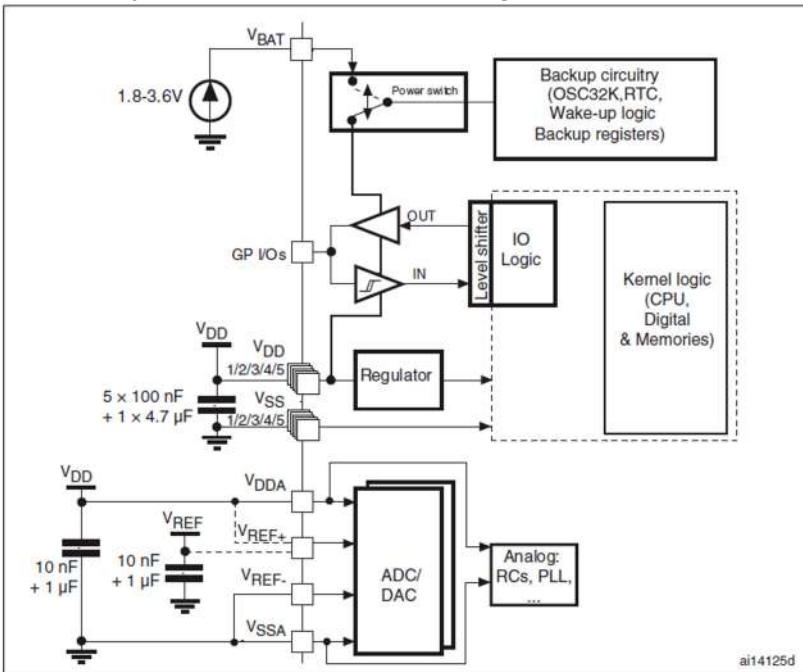 VBAT
1.8-3.6V
Power switch
Backup circuitry
(OSC32K,RTC,
Wake-up logic
Backup registers)
GP I/Os
OUT
IN
Level shifter
IO
Logic
Kernel logic
(CPU,
Digital
& Memories)
VDD
VDD
1/2/3/4/5
Regulator
5 × 100 nF
+ 1 × 4.7 µF
VSS
1/2/3/4/5
VDD
VDDA
VREF
VREF+
10 nF
+ 1 µF
10 nF
+ 1 µF
VREF-
VSSA
ADC/
DAC
Analog:
RCs, PLL,
...
ai14125d